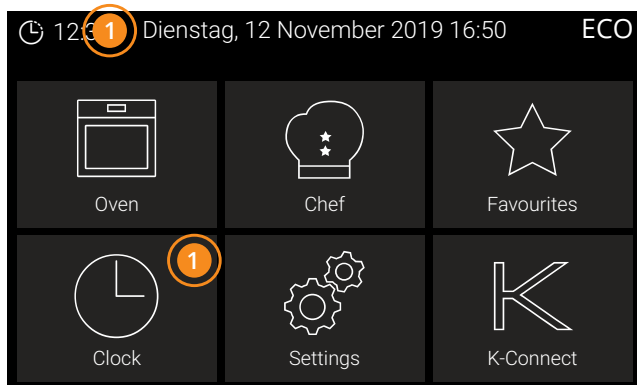 12:3 1 Dienstag, 12 November 2019 16:50 ECO
Oven Chef Favourites
1
Clock Settings K-Connect